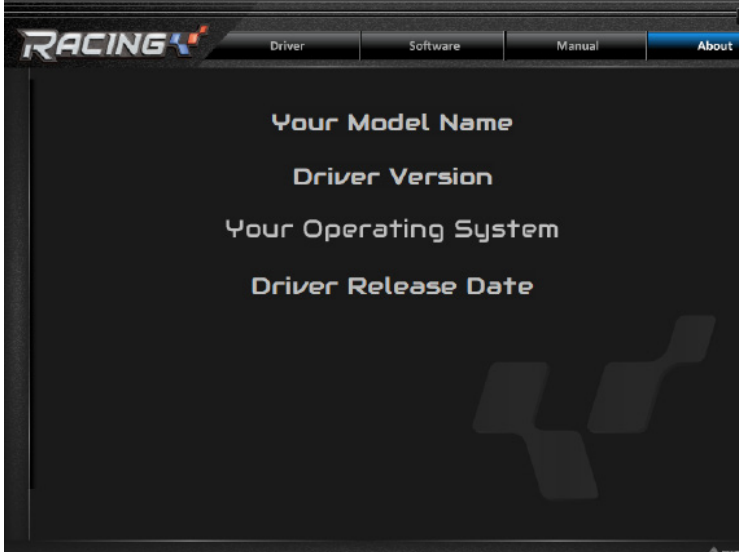 RACING
Driver Software Manual About
Your Model Name
Driver Version
Your Operating System
Driver Release Date